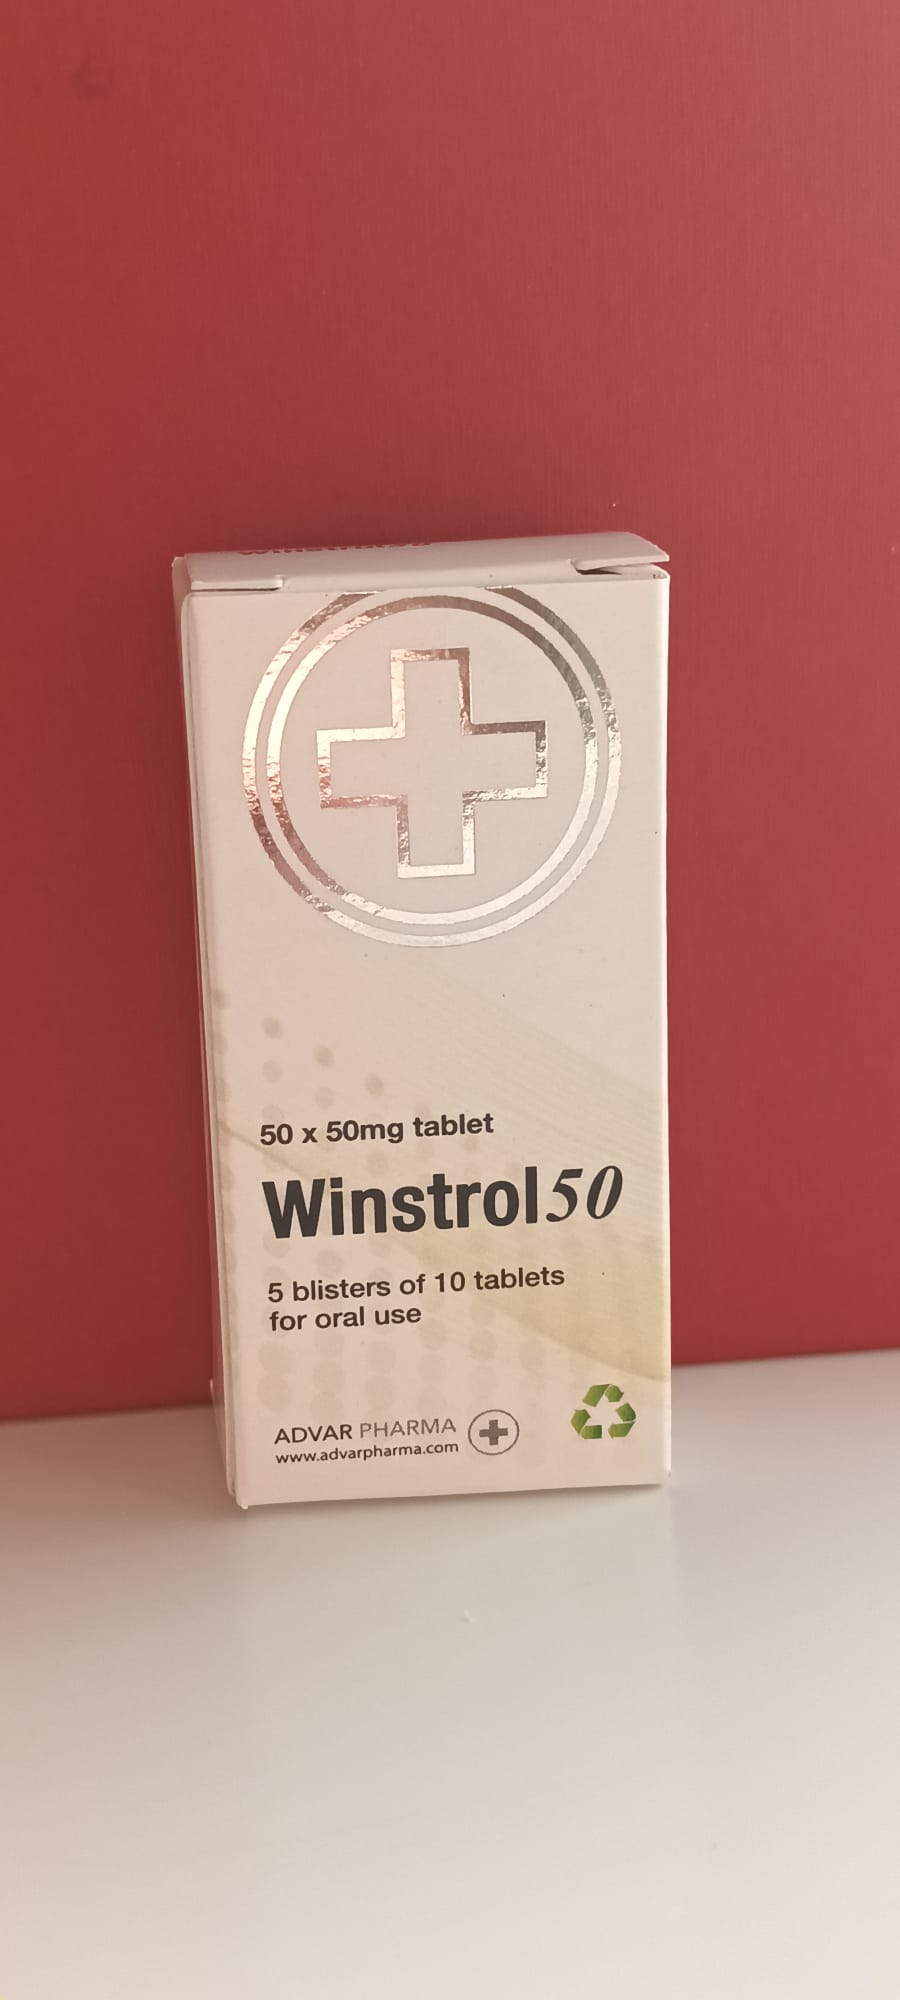 50 x 50mg tablet
Winstrol50
5 blisters of 10 tablets
for oral use
ADVAR PHARMA
www.advarpharma.com